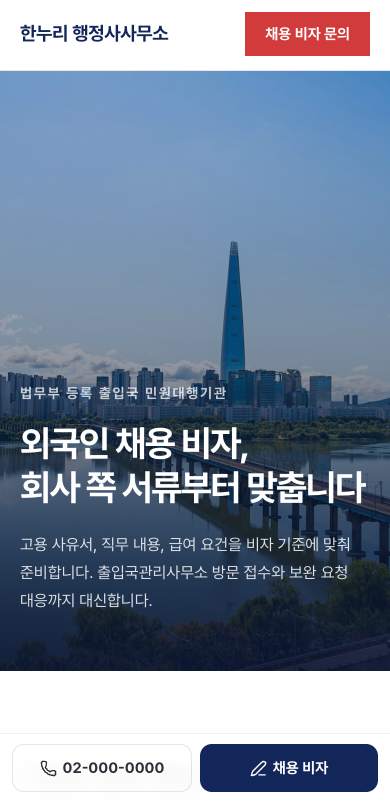 한누리 행정사사무소
채용 비자 문의
법무부 등록 출입국 민원대행기관
외국인 채용 비자,
회사 쪽 서류부터 맞춥니다
고용 사유서, 직무 내용, 급여 요건을 비자 기준에 맞춰
준비합니다. 출입국관리사무소 방문 접수와 보완 요청
대응까지 대신합니다.
02-000-0000
채용 비자